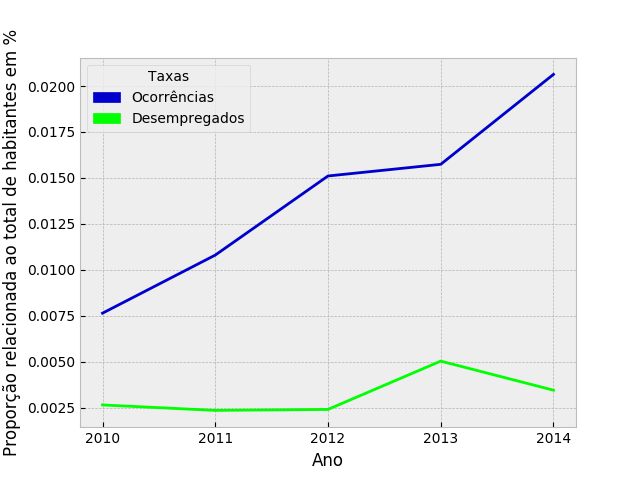 Proporção relacionada ao total de habitantes em %
Taxas
Ocorrências
Desempregados
0.0200
0.0175
0.0150
0.0125
0.0100
0.0075
0.0050
0.0025
2010 2011 2012 2013 2014
Ano